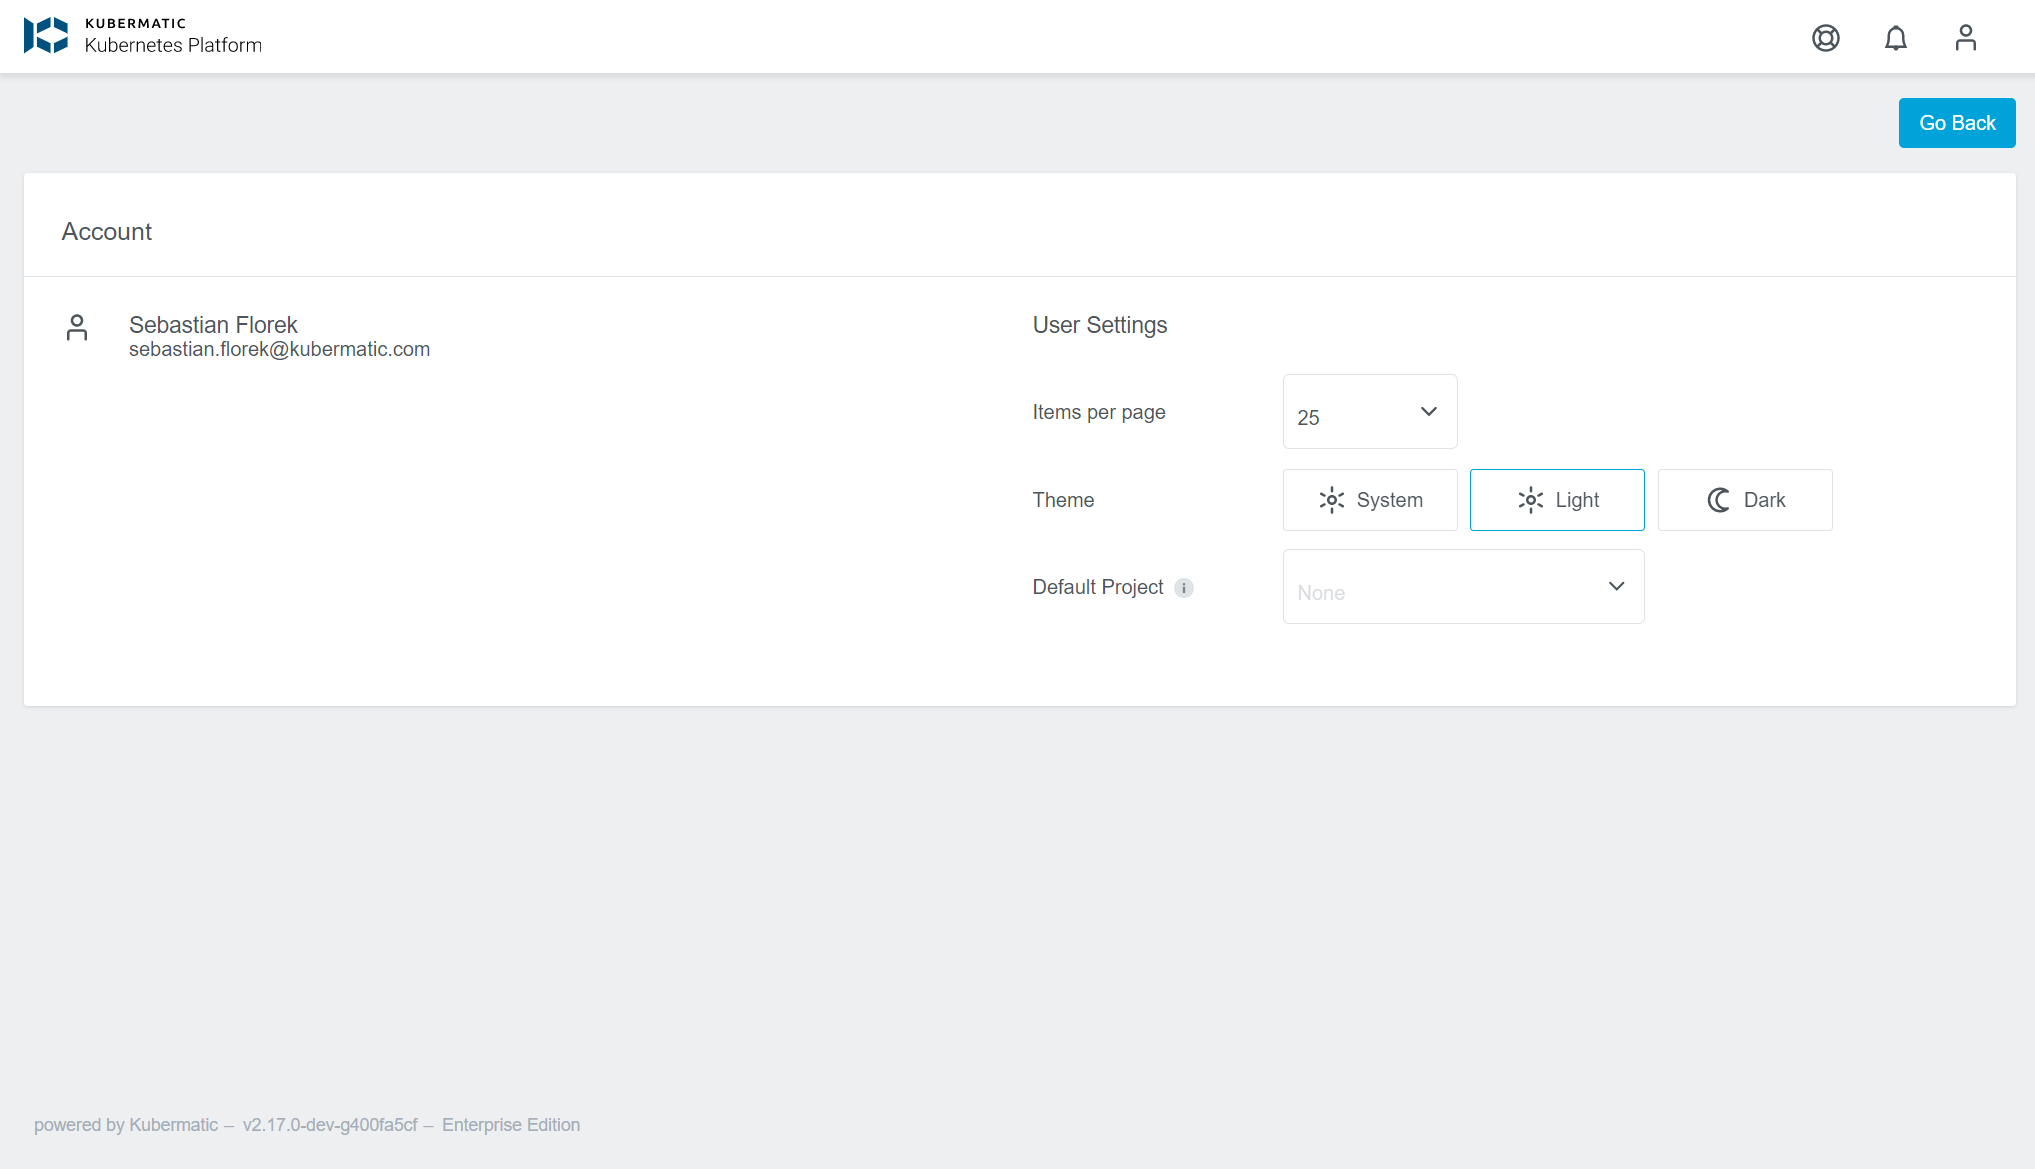 KUBERMATIC
Kubernetes Platform
Go Back
Account
Sebastian Florek
sebastian.florek@kubermatic.com
User Settings
Items per page
25
Theme
System
Light
Dark
Default Project
None
powered by Kubermatic – v2.17.0-dev-g400fa5cf – Enterprise Edition